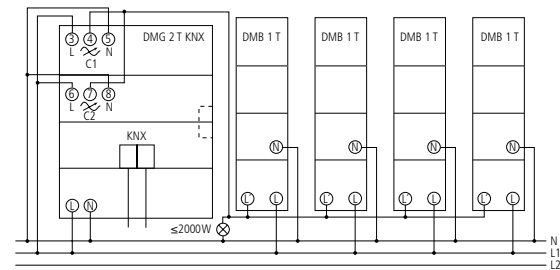 DMG 2 T KNX DMB 1 T DMB 1 T DMB 1 T DMB 1 T
3 4 5
L N
C1
6 7 8
L N
C2
KNX
N N N N
L' L L' L L' L L' L
L N
≤2000W
N
L1
L2